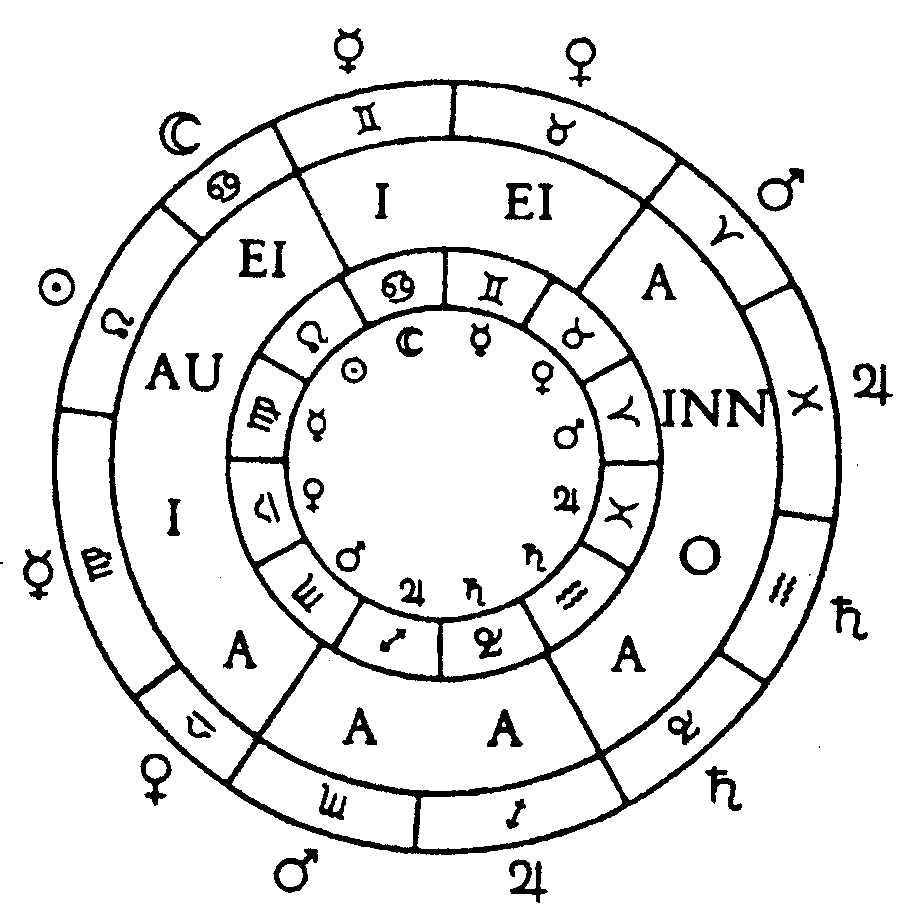 ☿ ♀
☾ ♊ ♉ ♂
♋ I EI ♈
☉ EI A
♌ ♋ ♊
♌ ♉
☾ ☿
☉ ♀
AU INN ♓ ♃
♍ ☿ ♂ ♈
I ♎ ♀ ♃ ♓
O
☿ ♍ ♂ ♄ ♒
♏ ♃ ♄ ♒ ♄
A ♐ ♑ A
♀ ♎ A A ♑ ♄
♏ ♐
♂ ♃